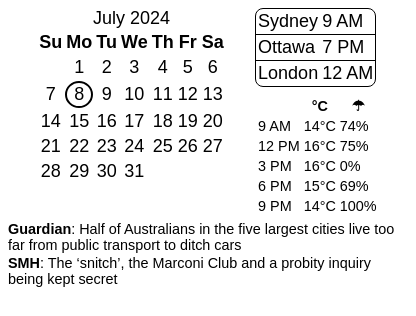 July 2024
Su Mo Tu We Th Fr Sa
1 2 3 4 5 6
7 8 9 10 11 12 13
14 15 16 17 18 19 20
21 22 23 24 25 26 27
28 29 30 31
Sydney 9 AM
Ottawa 7 PM
London 12 AM
°C ☂
9 AM 14°C 74%
12 PM 16°C 75%
3 PM 16°C 0%
6 PM 15°C 69%
9 PM 14°C 100%
Guardian: Half of Australians in the five largest cities live too
far from public transport to ditch cars
SMH: The ‘snitch’, the Marconi Club and a probity inquiry
being kept secret